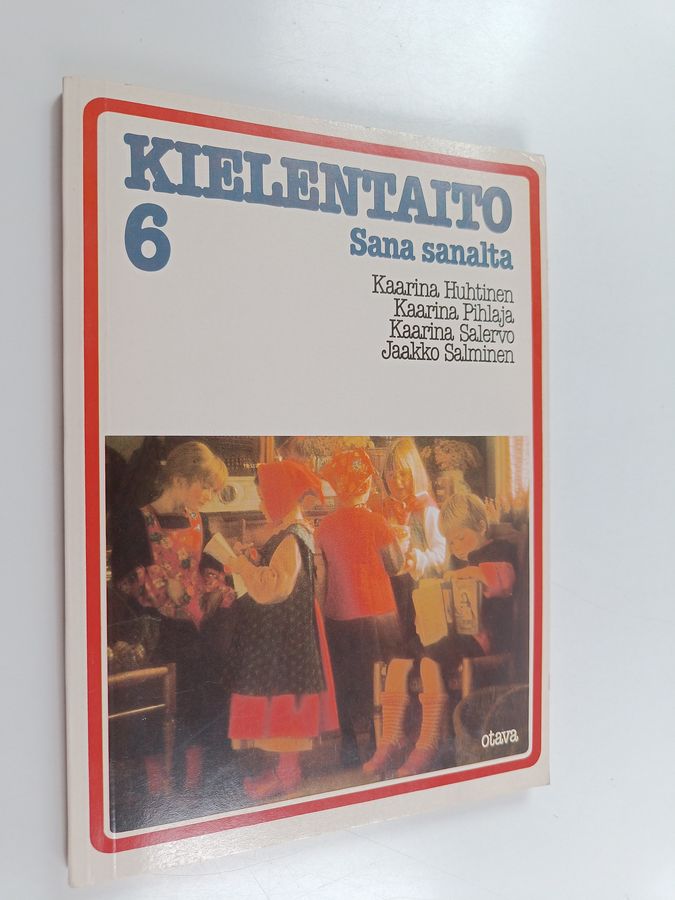 KIELENTAITO
6
Sana sanalta
Kaarina Huhtinen
Kaarina Pihlaja
Kaarina Salervo
Jaakko Salminen
otava